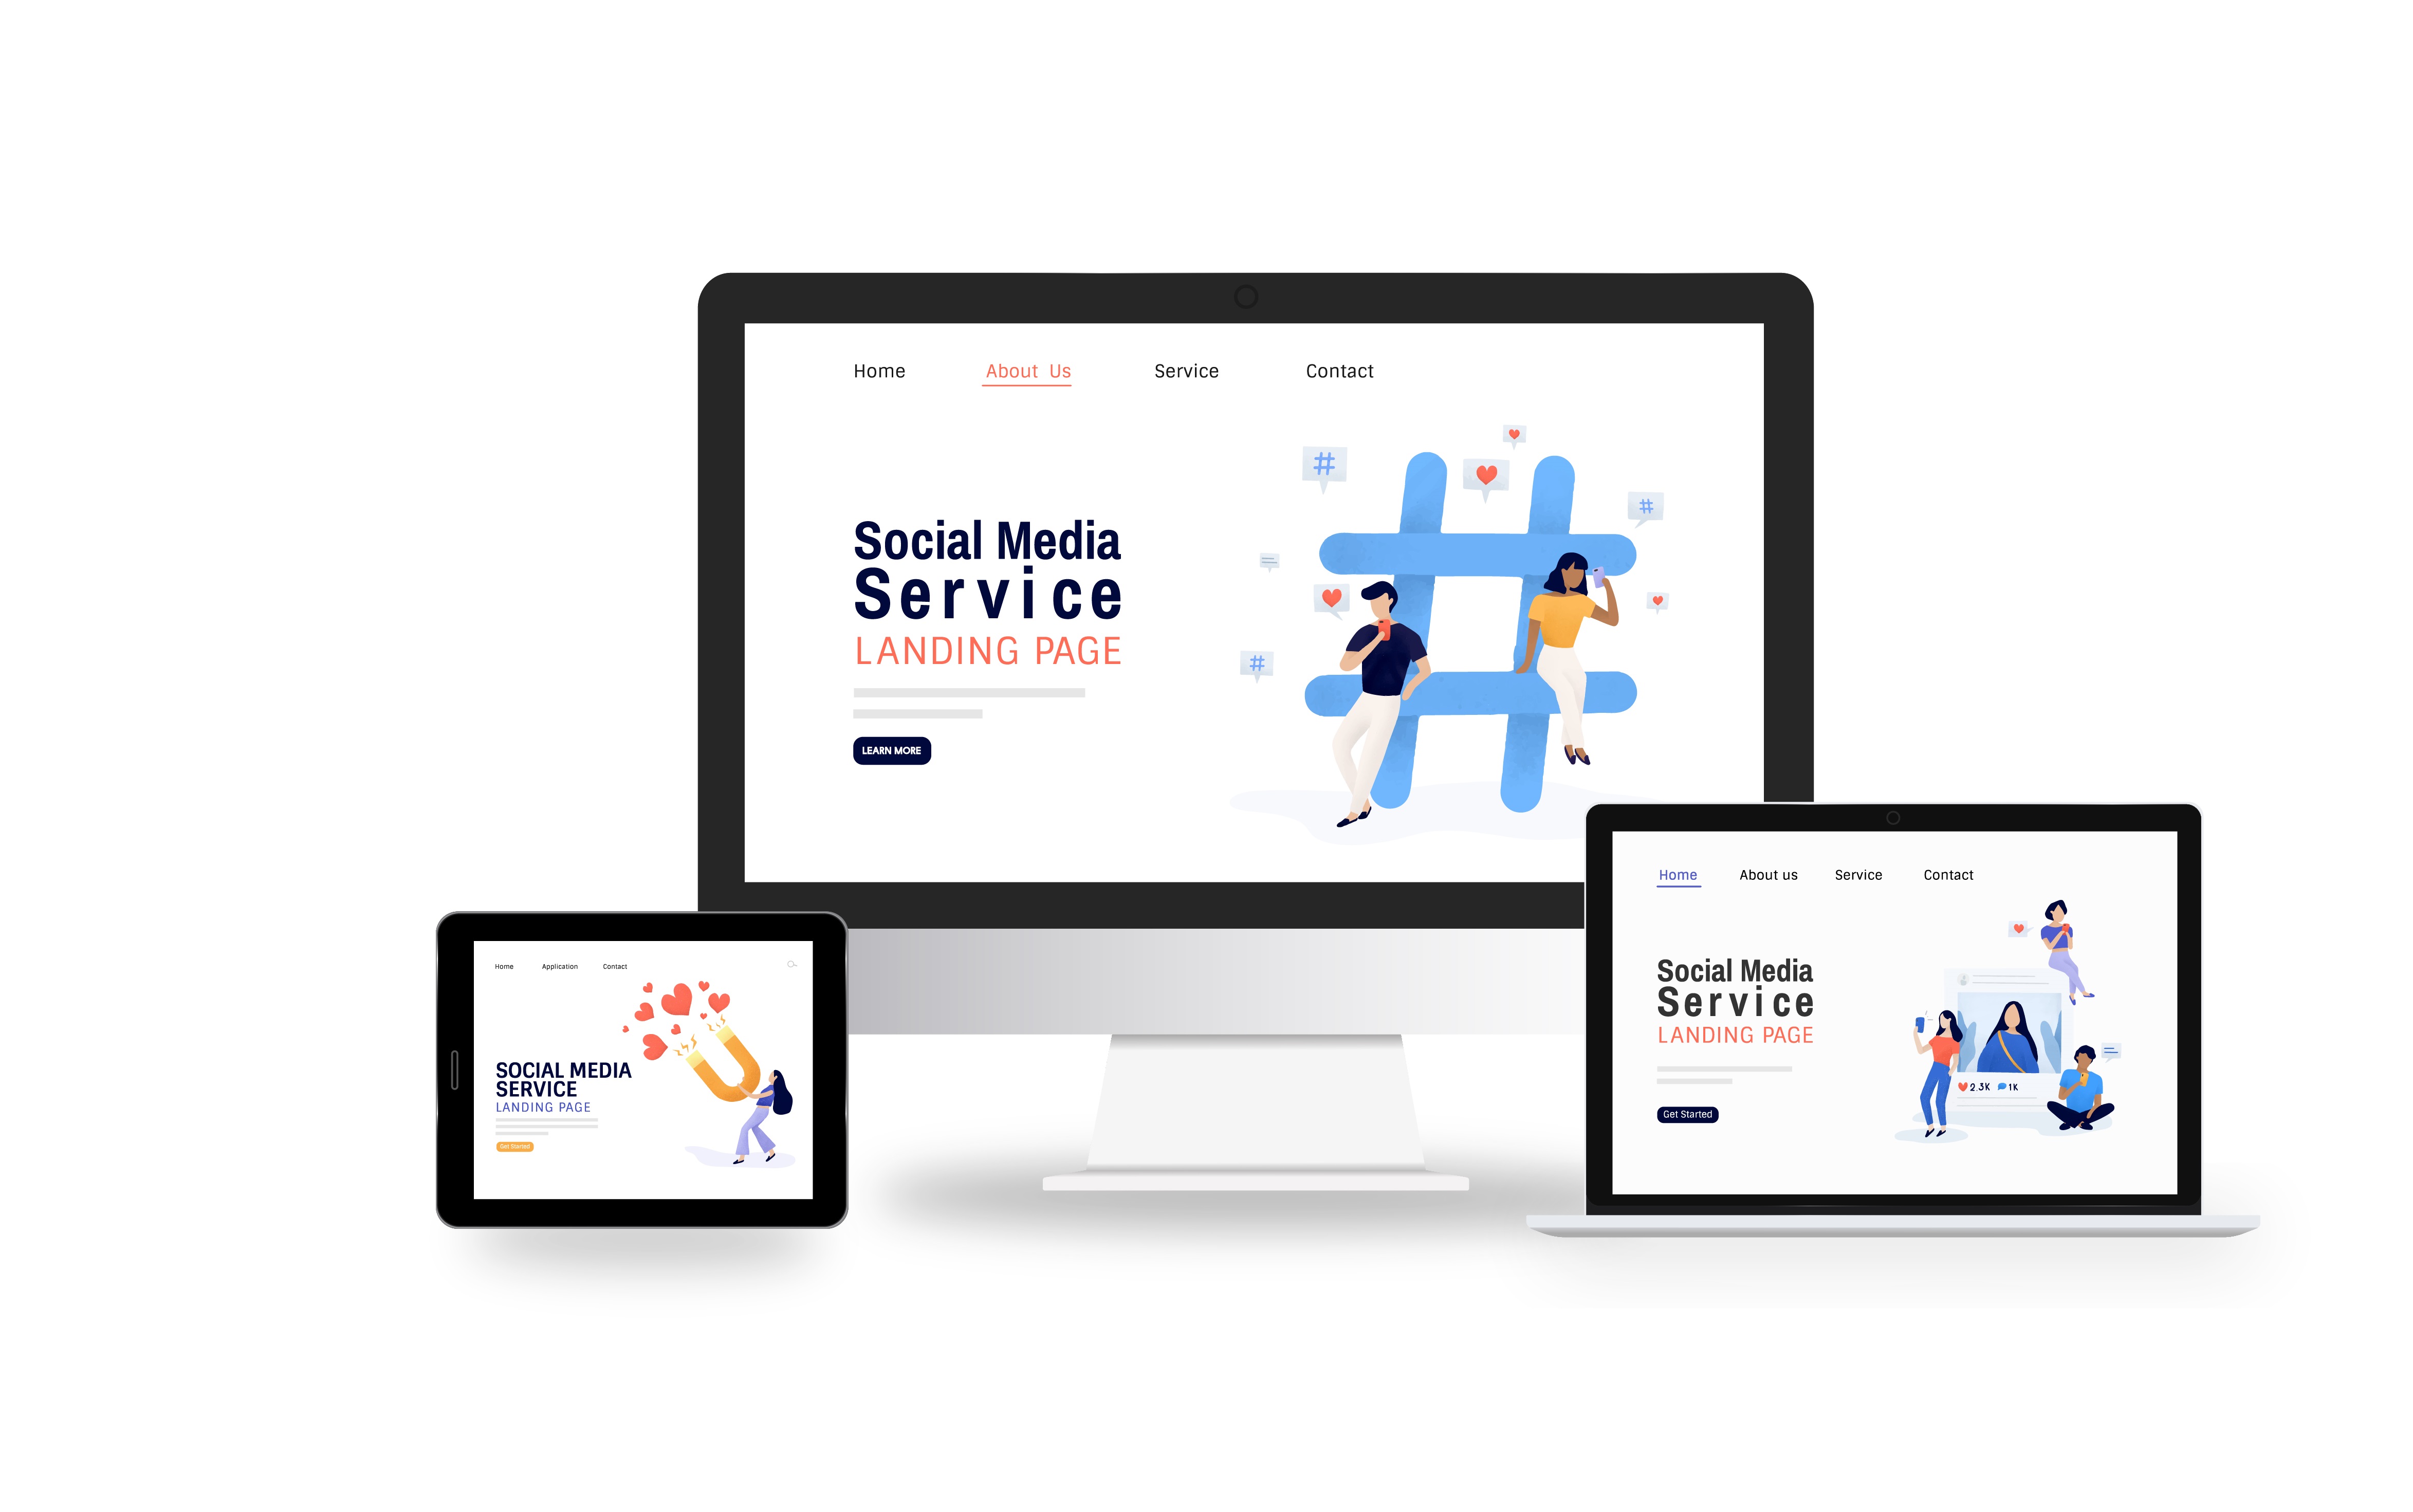 Home About Us Service Contact
Social Media
Service
LANDING PAGE
LEARN MORE
Home Application Contact
SOCIAL MEDIA
SERVICE
LANDING PAGE
Get Started
Home About us Service Contact
Social Media
Service
LANDING PAGE
2.3K 1K
Get Started